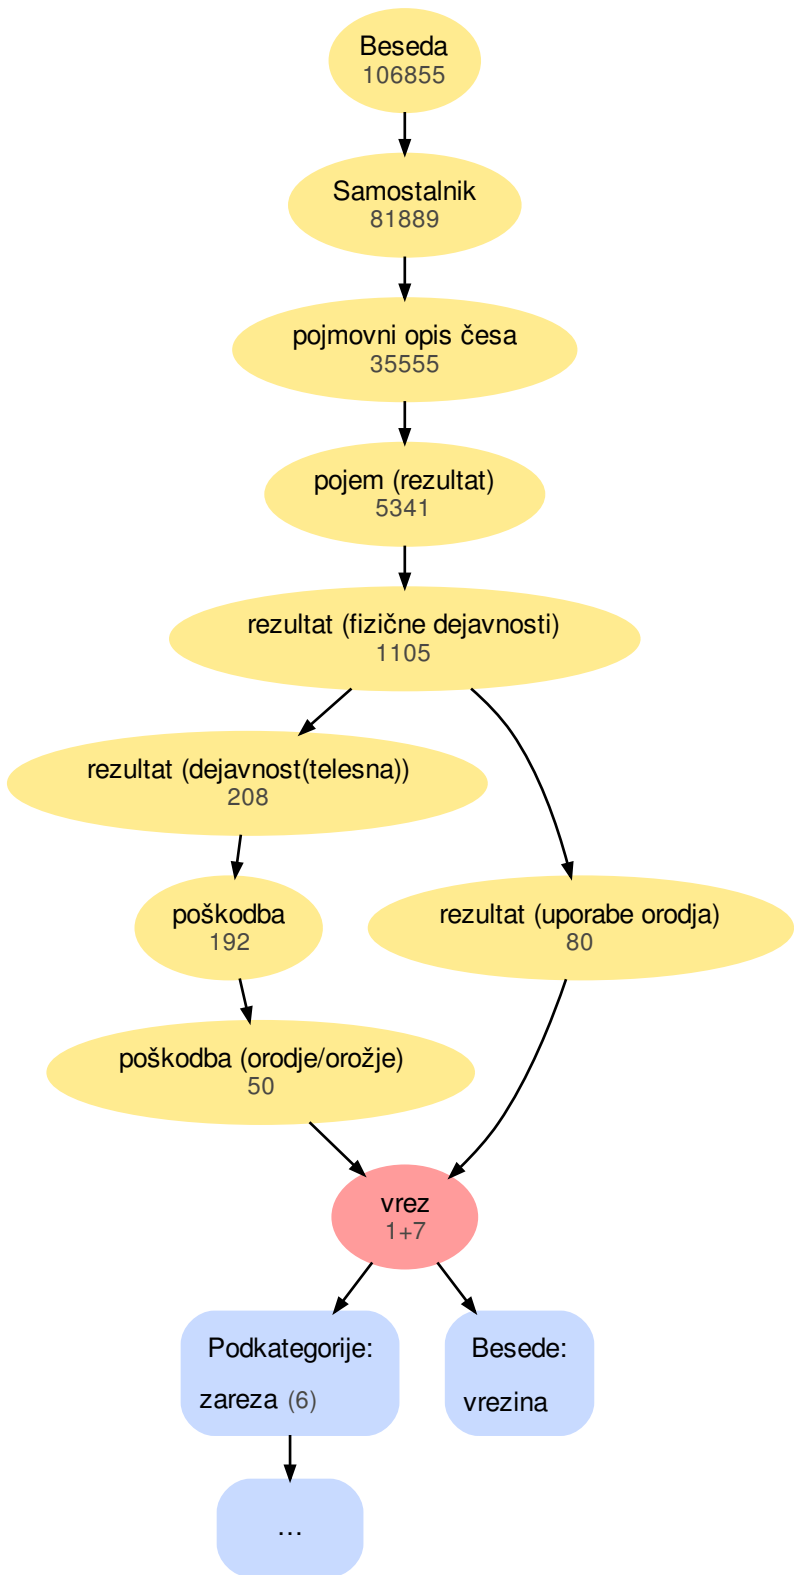 Beseda
106855
Samostalnik
81889
pojmovni opis česa
35555
pojem (rezultat)
5341
rezultat (fizične dejavnosti)
1105
rezultat (dejavnost(telesna))
208
poškodba
192
rezultat (uporabe orodja)
80
poškodba (orodje/orožje)
50
vrez
1+7
Podkategorije:
zareza (6)
Besede:
vrezina
...